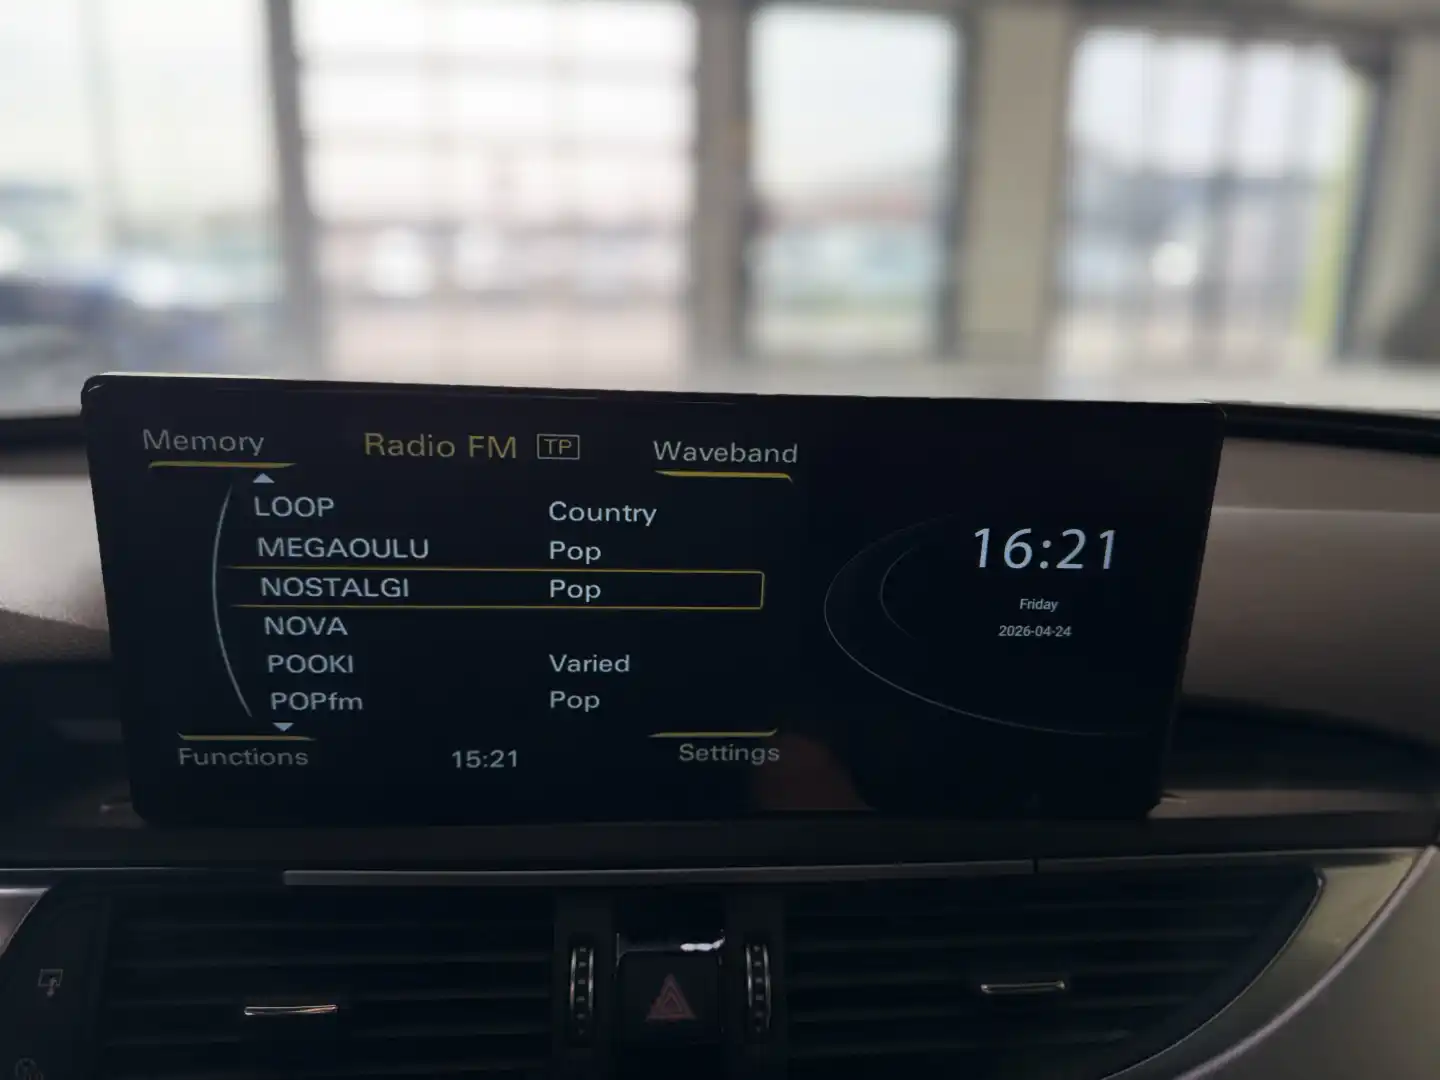 Memory Radio FM TP Waveband
LOOP Country
MEGAOULU Pop
NOSTALGI Pop
NOVA
POOKI Varied
POPfm Pop
Functions 15:21 Settings
16:21
Friday
2026-04-24